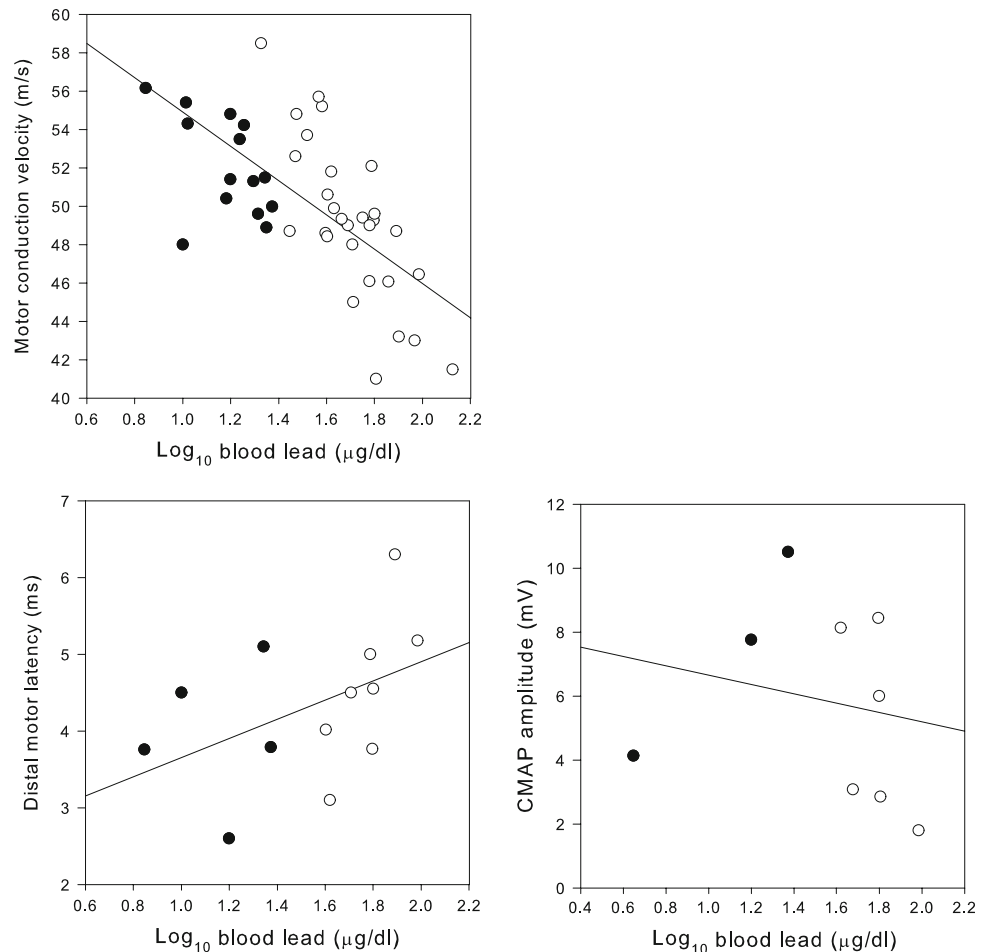 60
58
56
54
52
50
48
46
44
42
40
Motor conduction velocity (m/s)
0.6 0.8 1.0 1.2 1.4 1.6 1.8 2.0 2.2
Log₁₀ blood lead (μg/dl)
7
6
5
4
3
2
Distal motor latency (ms)
0.6 0.8 1.0 1.2 1.4 1.6 1.8 2.0 2.2
Log₁₀ blood lead (μg/dl)
12
10
8
6
4
2
0
CMAP amplitude (mV)
0.4 0.6 0.8 1.0 1.2 1.4 1.6 1.8 2.0 2.2
Log₁₀ blood lead (μg/dl)